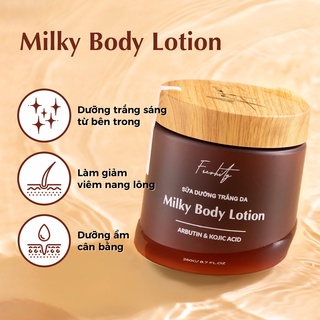 Milky Body Lotion
Dưỡng trắng sáng
từ bên trong
Làm giảm
viêm nang lông
Dưỡng ẩm
cân bằng
SỮA DƯỠNG TRẮNG DA
Milky Body Lotion
ARBUTIN & KOJIC ACID